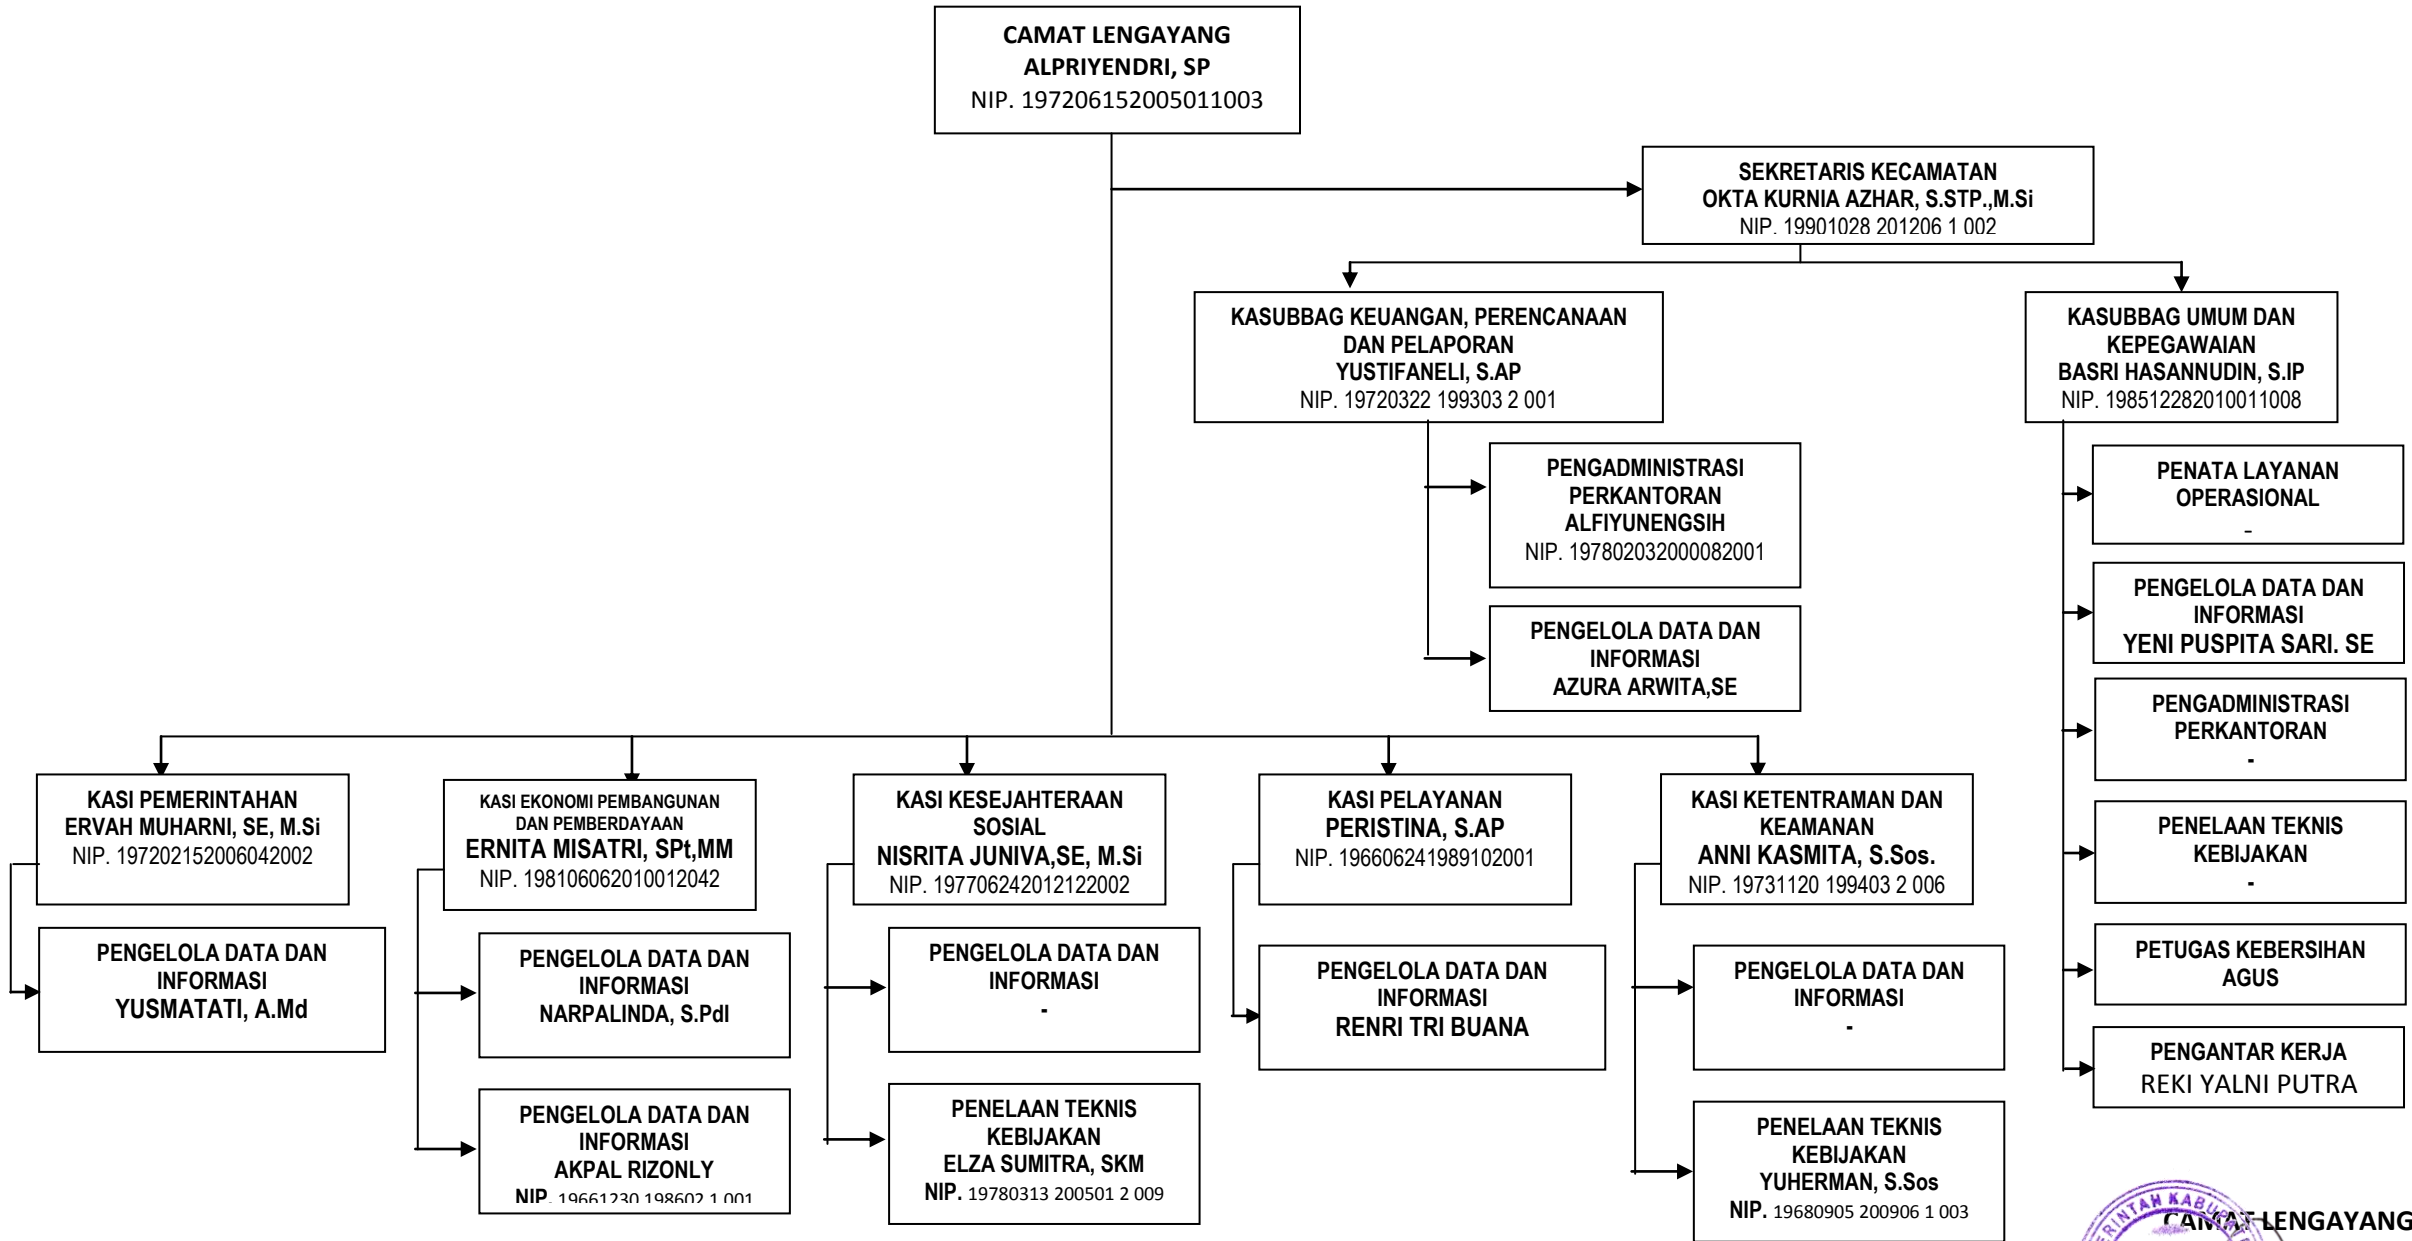 CAMAT LENGAYANG
ALPRIYENDRI, SP
NIP. 197206152005011003
SEKRETARIS KECAMATAN
OKTA KURNIA AZHAR, S.STP.,M.Si
NIP. 19901028 201206 1 002
KASUBBAG KEUANGAN, PERENCANAAN
DAN PELAPORAN
YUSTIFANELI, S.AP
NIP. 19720322 199303 2 001
KASUBBAG UMUM DAN
KEPEGAWAIAN
BASRI HASANNUDIN, S.IP
NIP. 198512282010011008
PENGADMINISTRASI
PERKANTORAN
ALFIYUNENGSIH
NIP. 197802032000082001
PENGELOLA DATA DAN
INFORMASI
AZURA ARWITA,SE
PENATA LAYANAN
OPERASIONAL
-
PENGELOLA DATA DAN
INFORMASI
YENI PUSPITA SARI. SE
PENGADMINISTRASI
PERKANTORAN
-
PENELAAN TEKNIS
KEBIJAKAN
-
PETUGAS KEBERSIHAN
AGUS
PENGANTAR KERJA
REKI YALNI PUTRA
KASI PEMERINTAHAN
ERVAH MUHARNI, SE, M.Si
NIP. 197202152006042002
PENGELOLA DATA DAN
INFORMASI
YUSMATATI, A.Md
KASI EKONOMI PEMBANGUNAN
DAN PEMBERDAYAAN
ERNITA MISATRI, SPt,MM
NIP. 198106062010012042
PENGELOLA DATA DAN
INFORMASI
NARPALINDA, S.PdI
PENGELOLA DATA DAN
INFORMASI
AKPAL RIZONLY
NIP. 19661230 198602 1 001
KASI KESEJAHTERAAN
SOSIAL
NISRITA JUNIVA,SE, M.Si
NIP. 197706242012122002
PENGELOLA DATA DAN
INFORMASI
-
PENELAAN TEKNIS
KEBIJAKAN
ELZA SUMITRA, SKM
NIP. 19780313 200501 2 009
KASI PELAYANAN
PERISTINA, S.AP
NIP. 196606241989102001
PENGELOLA DATA DAN
INFORMASI
RENRI TRI BUANA
KASI KETENTRAMAN DAN
KEAMANAN
ANNI KASMITA, S.Sos.
NIP. 19731120 199403 2 006
PENGELOLA DATA DAN
INFORMASI
-
PENELAAN TEKNIS
KEBIJAKAN
YUHERMAN, S.Sos
NIP. 19680905 200906 1 003
CAMAT LENGAYANG